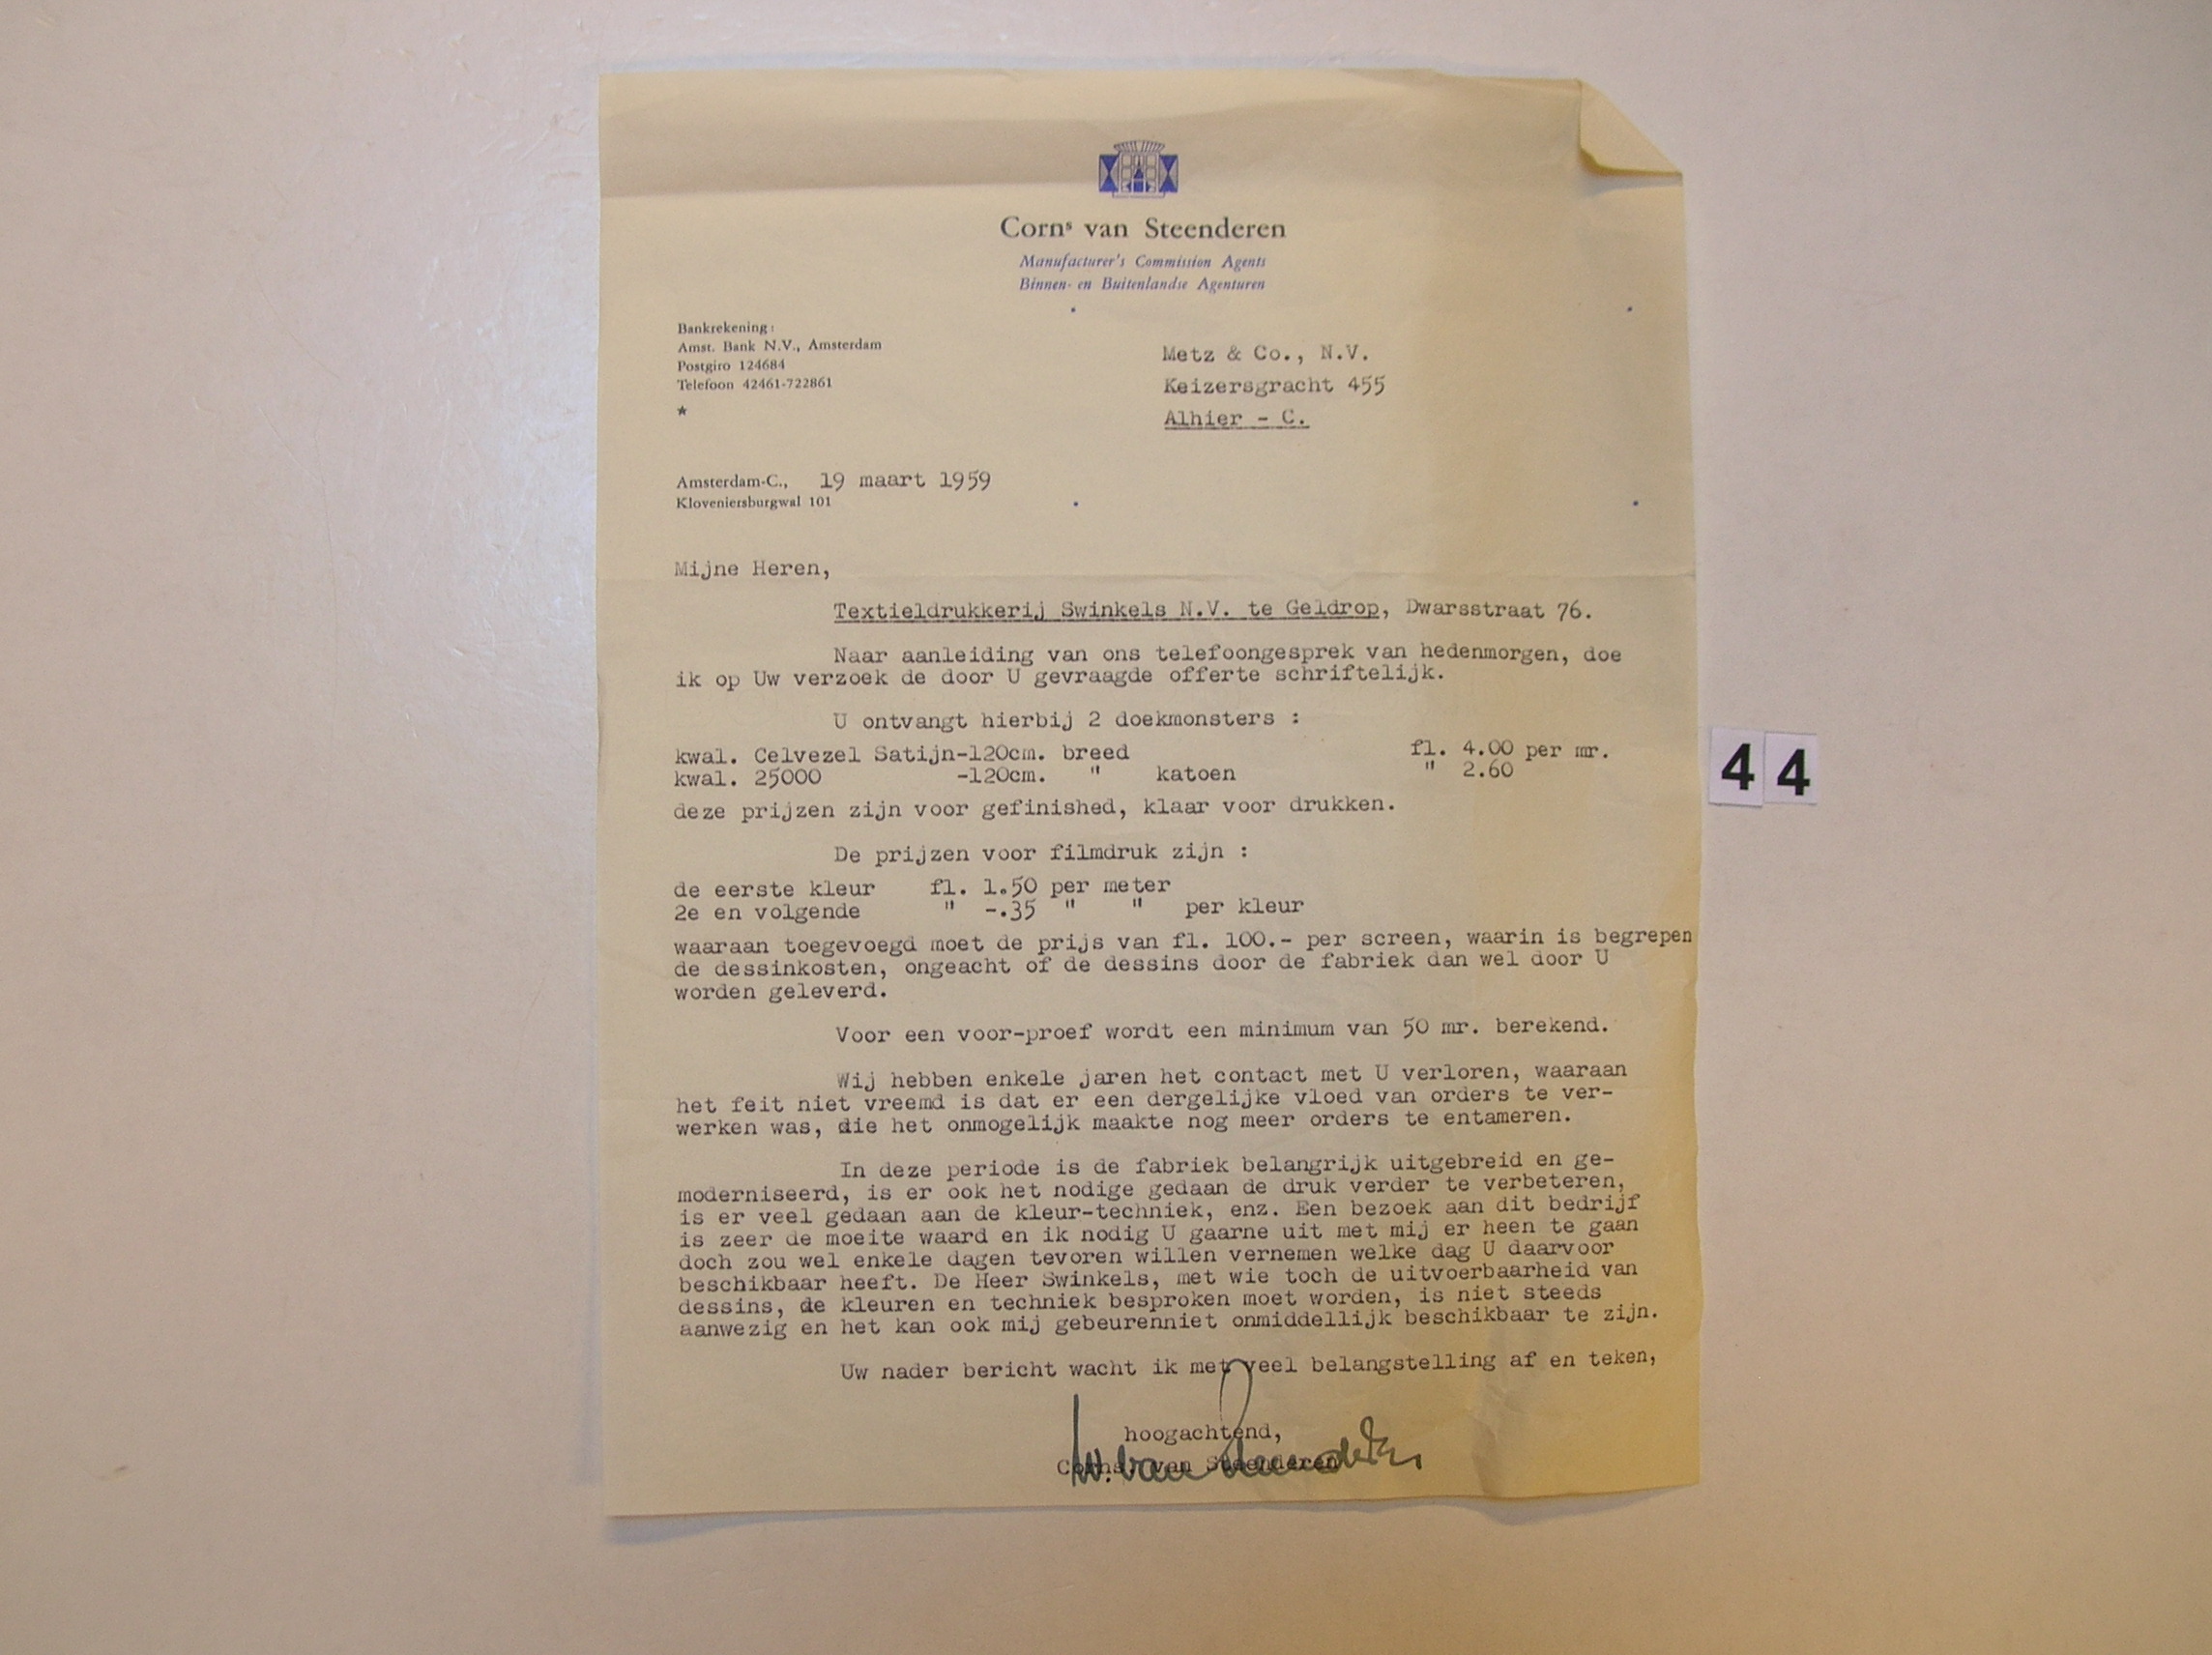 Cornˢ van Steenderen
Manufacturer's Commission Agents
Binnen- en Buitenlandse Agenturen
Bankrekening:
Amst. Bank N.V., Amsterdam
Postgiro 124684
Telefoon 42461-722861
Metz & Co., N.V.
Keizersgracht 455
Alhier - C.
Amsterdam-C., 19 maart 1959
Kloveniersburgwal 101
Mijne Heren,
Textieldrukkerij Swinkels N.V. te Geldrop, Dwarsstraat 76.
Naar aanleiding van ons telefoongesprek van hedenmorgen, doe
ik op Uw verzoek de door U gevraagde offerte schriftelijk.
U ontvangt hierbij 2 doekmonsters :
kwal. Celvezel Satijn-120cm. breed fl. 4.00 per mr.
kwal. 25000 -120cm. " katoen " 2.60
deze prijzen zijn voor gefinished, klaar voor drukken.
De prijzen voor filmdruk zijn :
de eerste kleur fl. 1.50 per meter
2e en volgende " -.35 " " per kleur
waaraan toegevoegd moet de prijs van fl. 100.- per screen, waarin is begrepen
de dessinkosten, ongeacht of de dessins door de fabriek dan wel door U
worden geleverd.
Voor een voor-proef wordt een minimum van 50 mr. berekend.
Wij hebben enkele jaren het contact met U verloren, waaraan
het feit niet vreemd is dat er een dergelijke vloed van orders te ver-
werken was, die het onmogelijk maakte nog meer orders te entameren.
In deze periode is de fabriek belangrijk uitgebreid en ge-
moderniseerd, is er ook het nodige gedaan de druk verder te verbeteren,
is er veel gedaan aan de kleur-techniek, enz. Een bezoek aan dit bedrijf
is zeer de moeite waard en ik nodig U gaarne uit met mij er heen te gaan
doch zou wel enkele dagen tevoren willen vernemen welke dag U daarvoor
beschikbaar heeft. De Heer Swinkels, met wie toch de uitvoerbaarheid van
dessins, de kleuren en techniek besproken moet worden, is niet steeds
aanwezig en het kan ook mij gebeurenniet onmiddellijk beschikbaar te zijn.
Uw nader bericht wacht ik met veel belangstelling af en teken,
hoogachtend,
Corns. van Steenderen
44